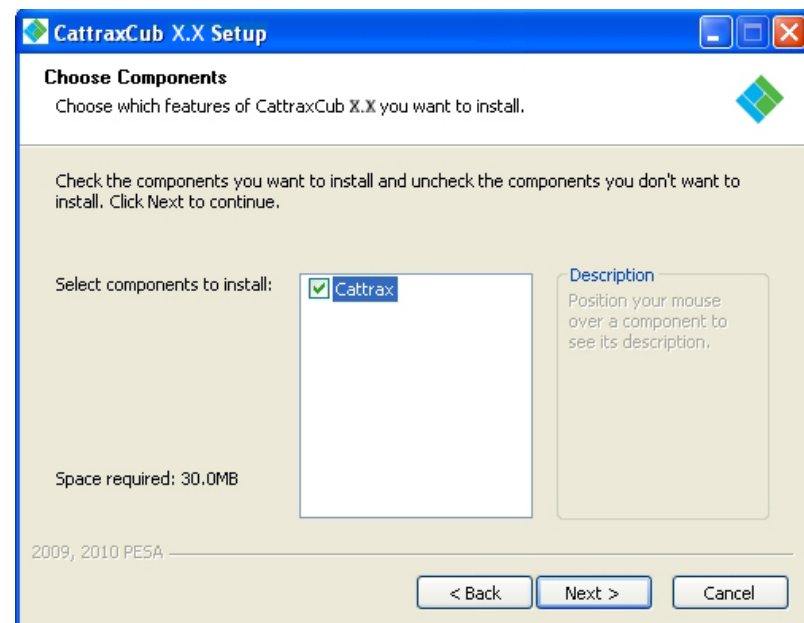 CattraxCub X.X Setup
Choose Components
Choose which features of CattraxCub X.X you want to install.
Check the components you want to install and uncheck the components you don't want to
install. Click Next to continue.
Select components to install:
Cattrax
Description
Position your mouse
over a component to
see its description.
Space required: 30.0MB
2009, 2010 PESA
< Back
Next >
Cancel